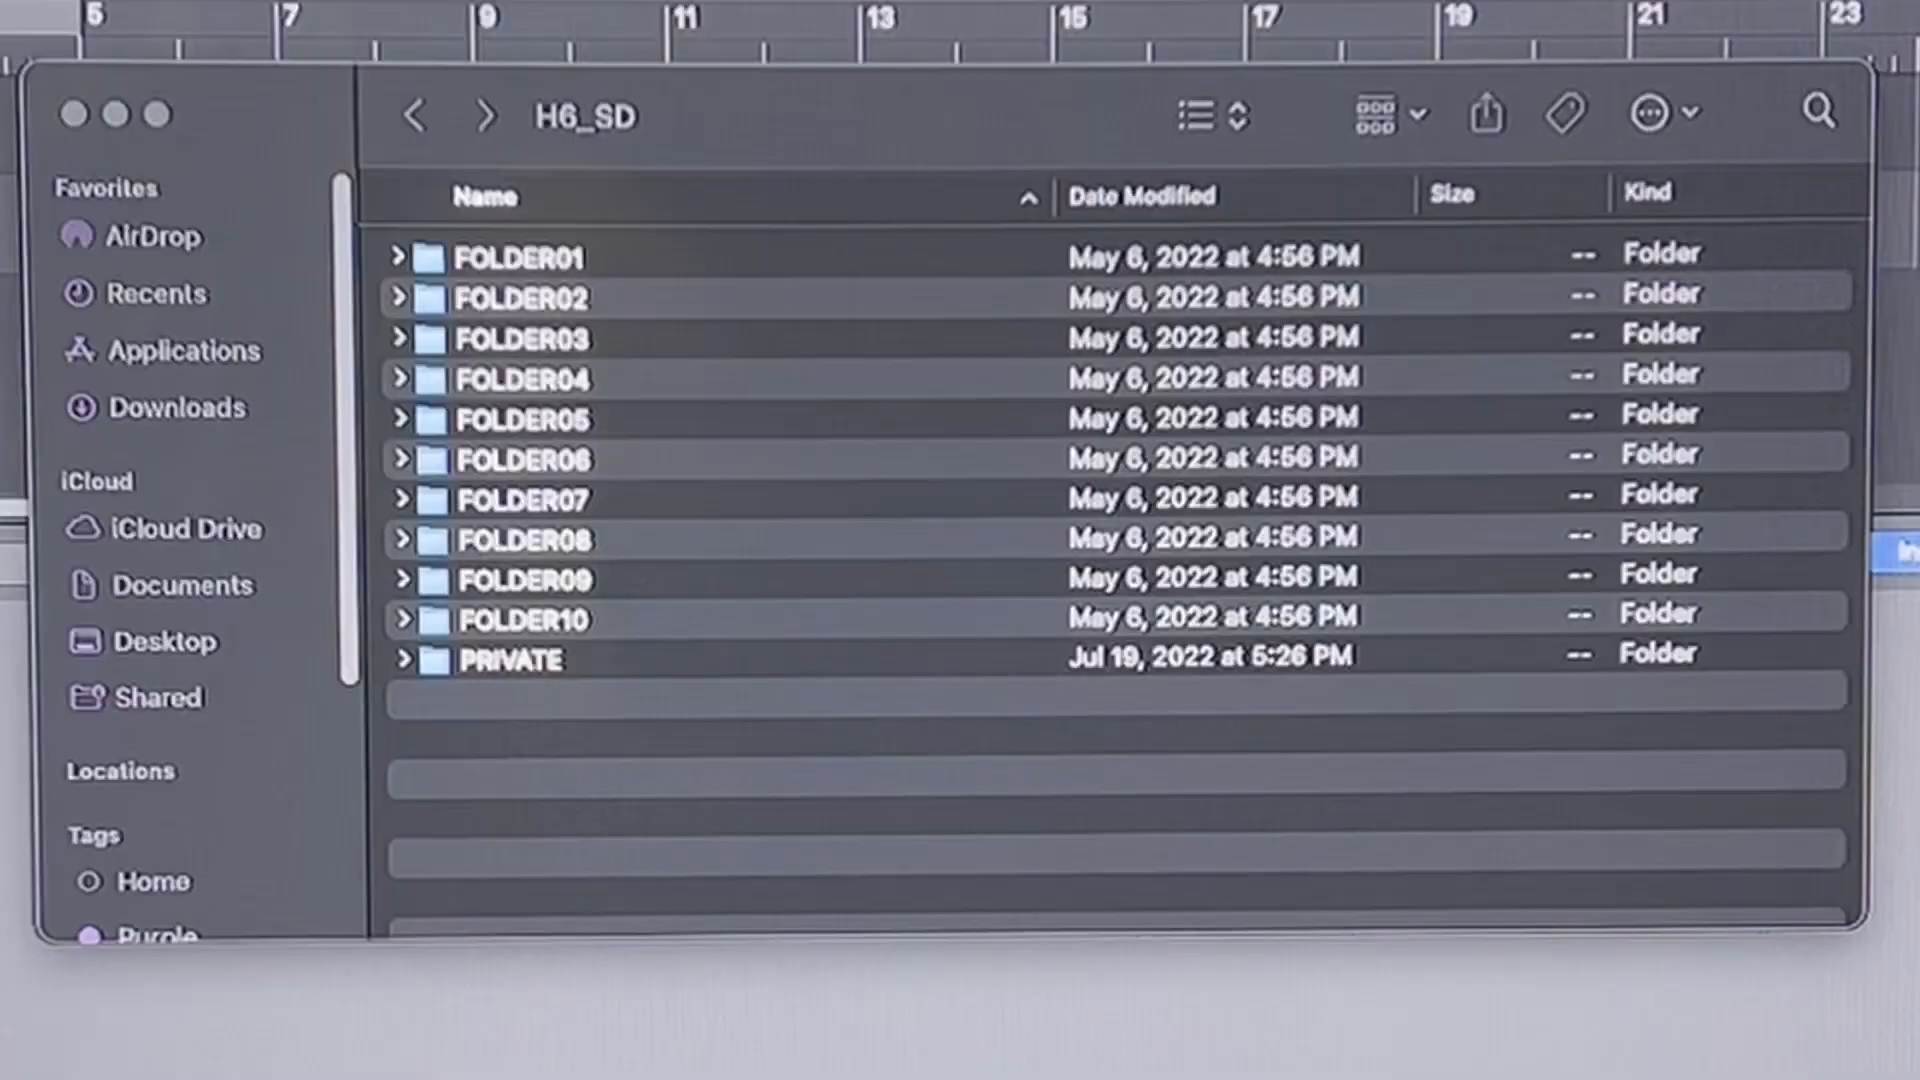 5 7 9 11 13 15 17 19 21 23
H6_SD
Favorites
AirDrop
Recents
Applications
Downloads
iCloud
iCloud Drive
Documents
Desktop
Shared
Locations
Tags
Home
Purple
Name Date Modified Size Kind
FOLDER01 May 6, 2022 at 4:56 PM -- Folder
FOLDER02 May 6, 2022 at 4:56 PM -- Folder
FOLDER03 May 6, 2022 at 4:56 PM -- Folder
FOLDER04 May 6, 2022 at 4:56 PM -- Folder
FOLDER05 May 6, 2022 at 4:56 PM -- Folder
FOLDER06 May 6, 2022 at 4:56 PM -- Folder
FOLDER07 May 6, 2022 at 4:56 PM -- Folder
FOLDER08 May 6, 2022 at 4:56 PM -- Folder
FOLDER09 May 6, 2022 at 4:56 PM -- Folder
FOLDER10 May 6, 2022 at 4:56 PM -- Folder
PRIVATE Jul 19, 2022 at 5:26 PM -- Folder